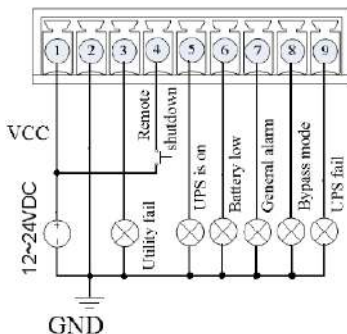 1 2 3 4 5 6 7 8 9
VCC
Remote
shutdown
12~24VDC
Utility fail
UPS is on
Battery low
General alarm
Bypass mode
UPS fail
GND